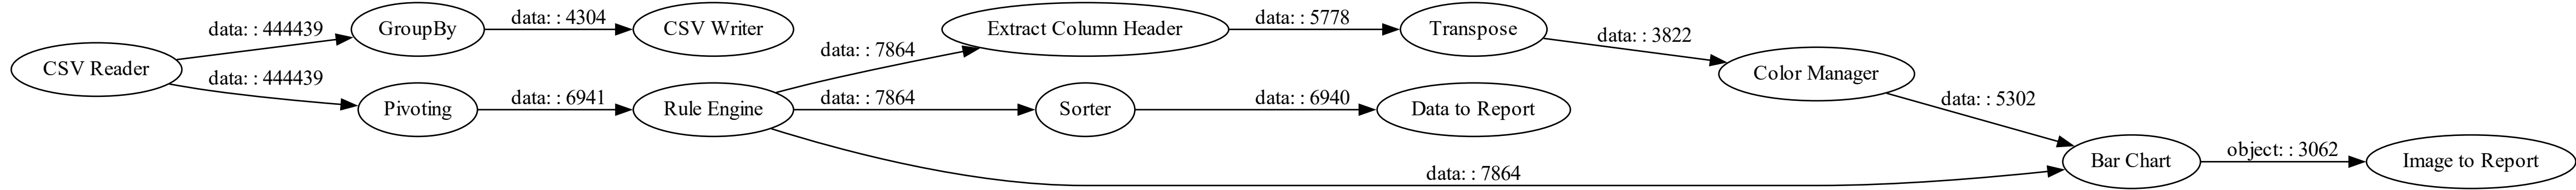 CSV Reader
data: : 444439
GroupBy
data: : 4304
CSV Writer
data: : 444439
Pivoting
data: : 6941
Rule Engine
data: : 7864
Extract Column Header
data: : 5778
Transpose
data: : 3822
Color Manager
data: : 5302
data: : 7864
Sorter
data: : 6940
Data to Report
data: : 7864
Bar Chart
object: : 3062
Image to Report